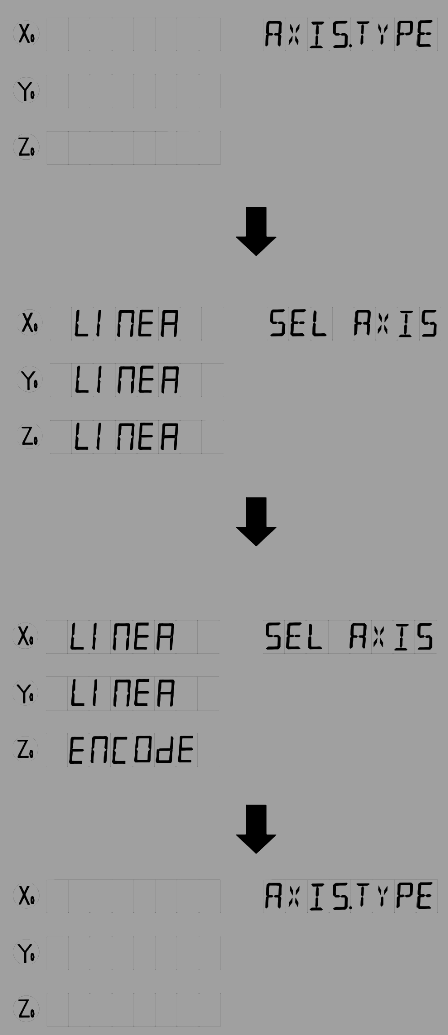 X₀ AXIS.TYPE
Y₀
Z₀
X₀ LINEA SEL AXIS
Y₀ LINEA
Z₀ LINEA
X₀ LINEA SEL AXIS
Y₀ LINEA
Z₀ ENCOdE
X₀ AXIS.TYPE
Y₀
Z₀